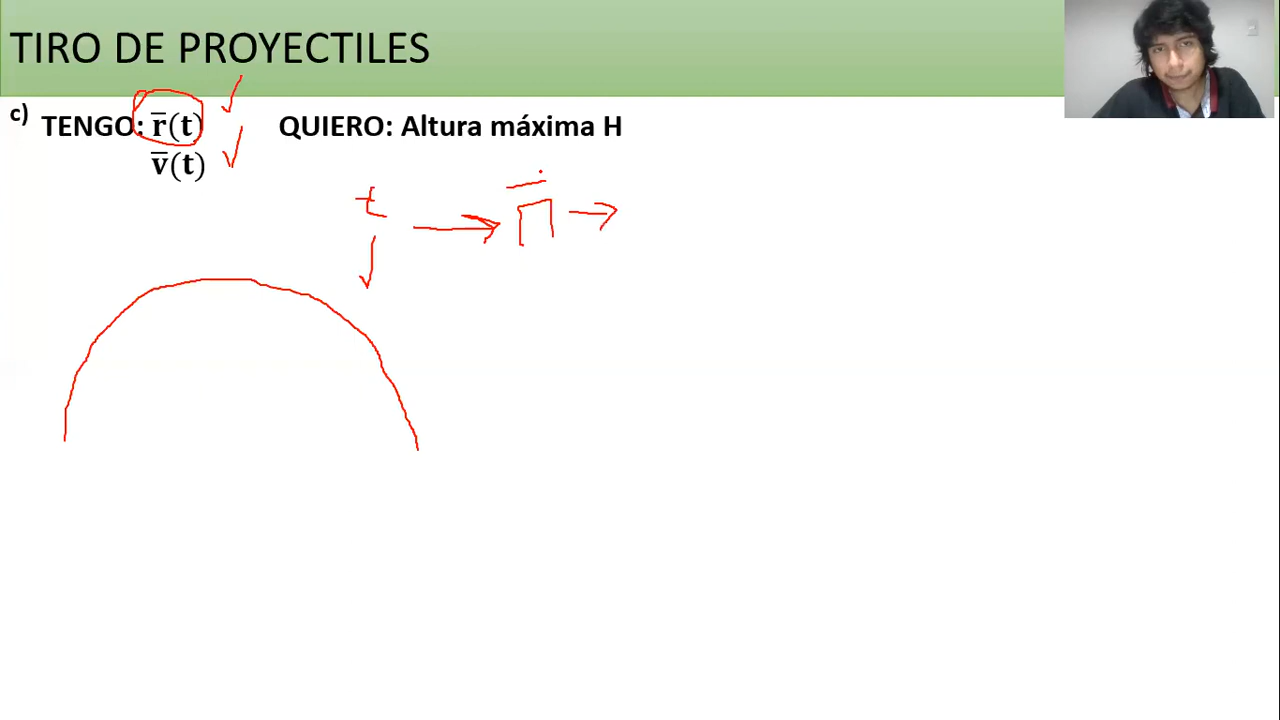 TIRO DE PROYECTILES
c) TENGO: r̅(t) QUIERO: Altura máxima H
v̅(t)
t